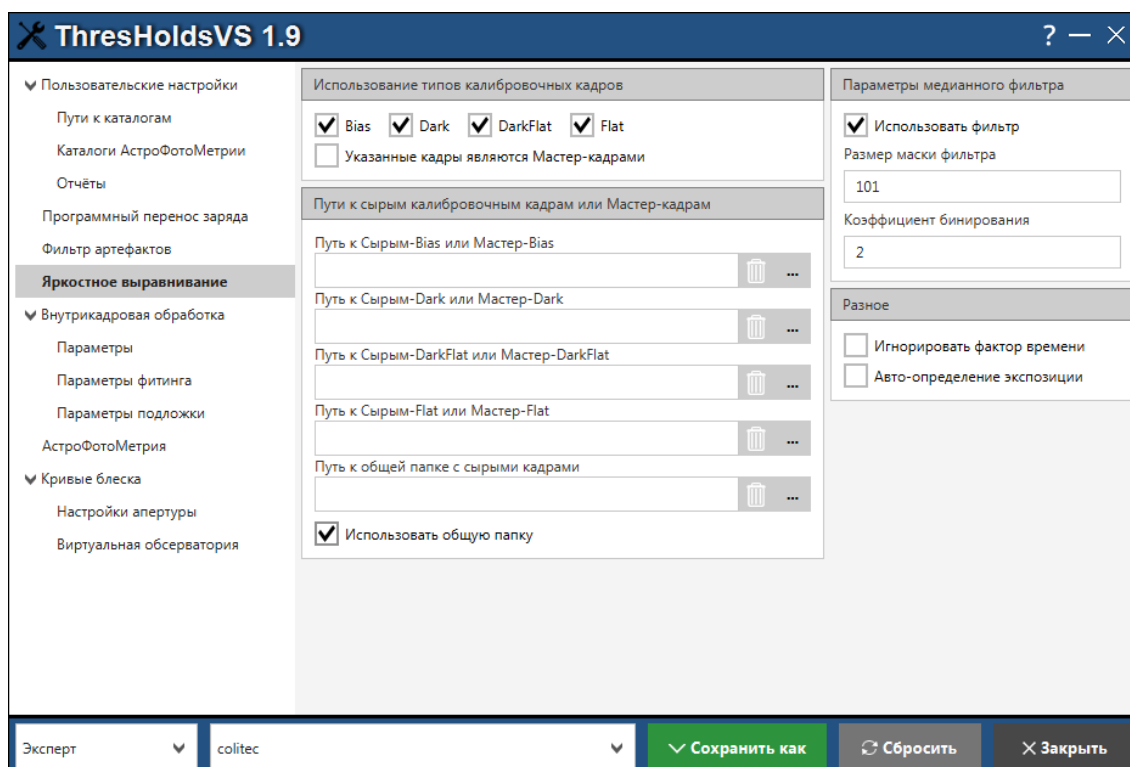 ThresHoldsVS 1.9
?
Пользовательские настройки
Пути к каталогам
Каталоги АстроФотоМетрии
Отчёты
Программный перенос заряда
Фильтр артефактов
Яркостное выравнивание
Внутрикадровая обработка
Параметры
Параметры фитинга
Параметры подложки
АстроФотоМетрия
Кривые блеска
Настройки апертуры
Виртуальная обсерватория
Использование типов калибровочных кадров
Bias Dark DarkFlat Flat
Указанные кадры являются Мастер-кадрами
Пути к сырым калибровочным кадрам или Мастер-кадрам
Путь к Сырым-Bias или Мастер-Bias
...
Путь к Сырым-Dark или Мастер-Dark
...
Путь к Сырым-DarkFlat или Мастер-DarkFlat
...
Путь к Сырым-Flat или Мастер-Flat
...
Путь к общей папке с сырыми кадрами
...
Использовать общую папку
Параметры медианного фильтра
Использовать фильтр
Размер маски фильтра
101
Коэффициент бинирования
2
Разное
Игнорировать фактор времени
Авто-определение экспозиции
Эксперт
colitec
Сохранить как
Сбросить
Закрыть